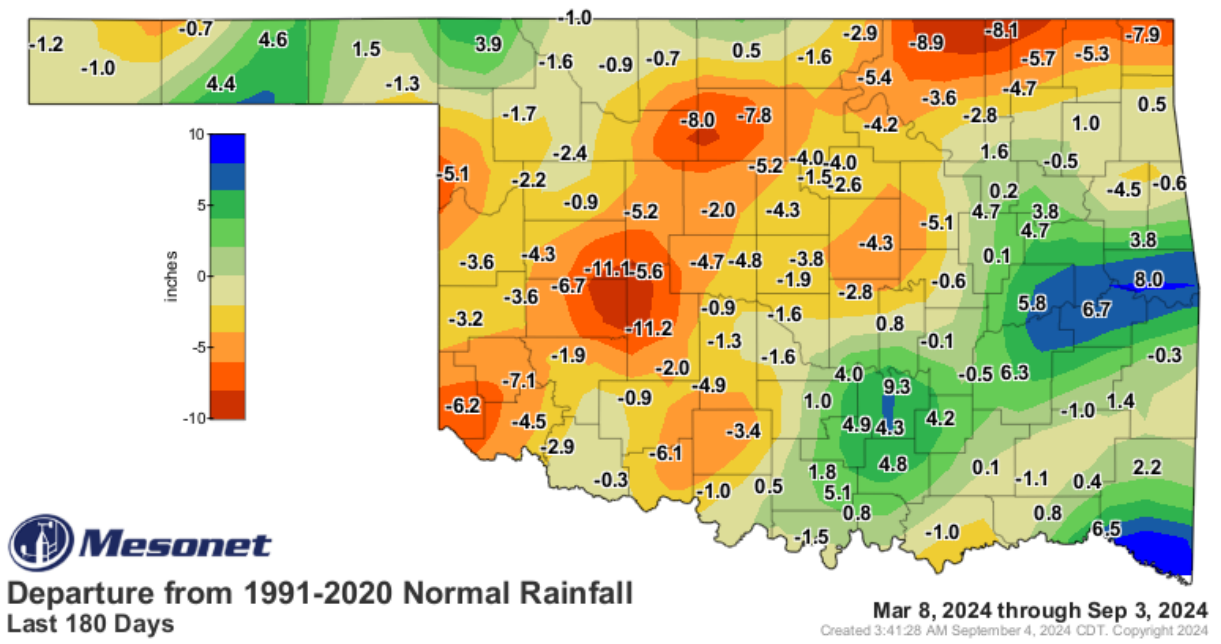 -1.0
-0.7 -2.9 -8.1
-1.2 4.6 1.5 3.9 0.5 -8.9 -7.9
-1.0 -1.6 -0.9 -0.7 -1.6 -5.7 -5.3
4.4 -1.3 -5.4 -4.7
-3.6 0.5
-1.7 -8.0 -7.8 -4.2 -2.8 1.0
10
-2.4 -5.2 -4.0 -4.0 1.6 -0.5
-5.1 -2.2 -1.5 -2.6 0.2 -4.5 -0.6
5
-0.9 -5.2 -2.0 -4.3 -5.1 4.7 3.8
4.7
-3.6 -4.3 -4.3 0.1 3.8
-11.1 -5.6 -4.7 -4.8 -3.8
0
-6.7 -1.9 -0.6 8.0
-3.6 -2.8 5.8 6.7
inches
-3.2 -0.9 -1.6 0.8
-11.2 -1.3 -0.1
-5
-1.9 -2.0 -1.6 -0.3
-7.1 -4.9 4.0 9.3 -0.5 6.3
-6.2 -0.9 1.0 -1.0 1.4
-10
-4.5 -3.4 4.9 4.3 4.2
-2.9 -6.1 4.8
-0.3 -1.0 0.5 1.8 0.1 -1.1 0.4 2.2
5.1
0.8 0.8
-1.5 -1.0 6.5
Mesonet
Departure from 1991-2020 Normal Rainfall
Last 180 Days
Mar 8, 2024 through Sep 3, 2024
Created 3:41:28 AM September 4, 2024 CDT. Copyright 2024